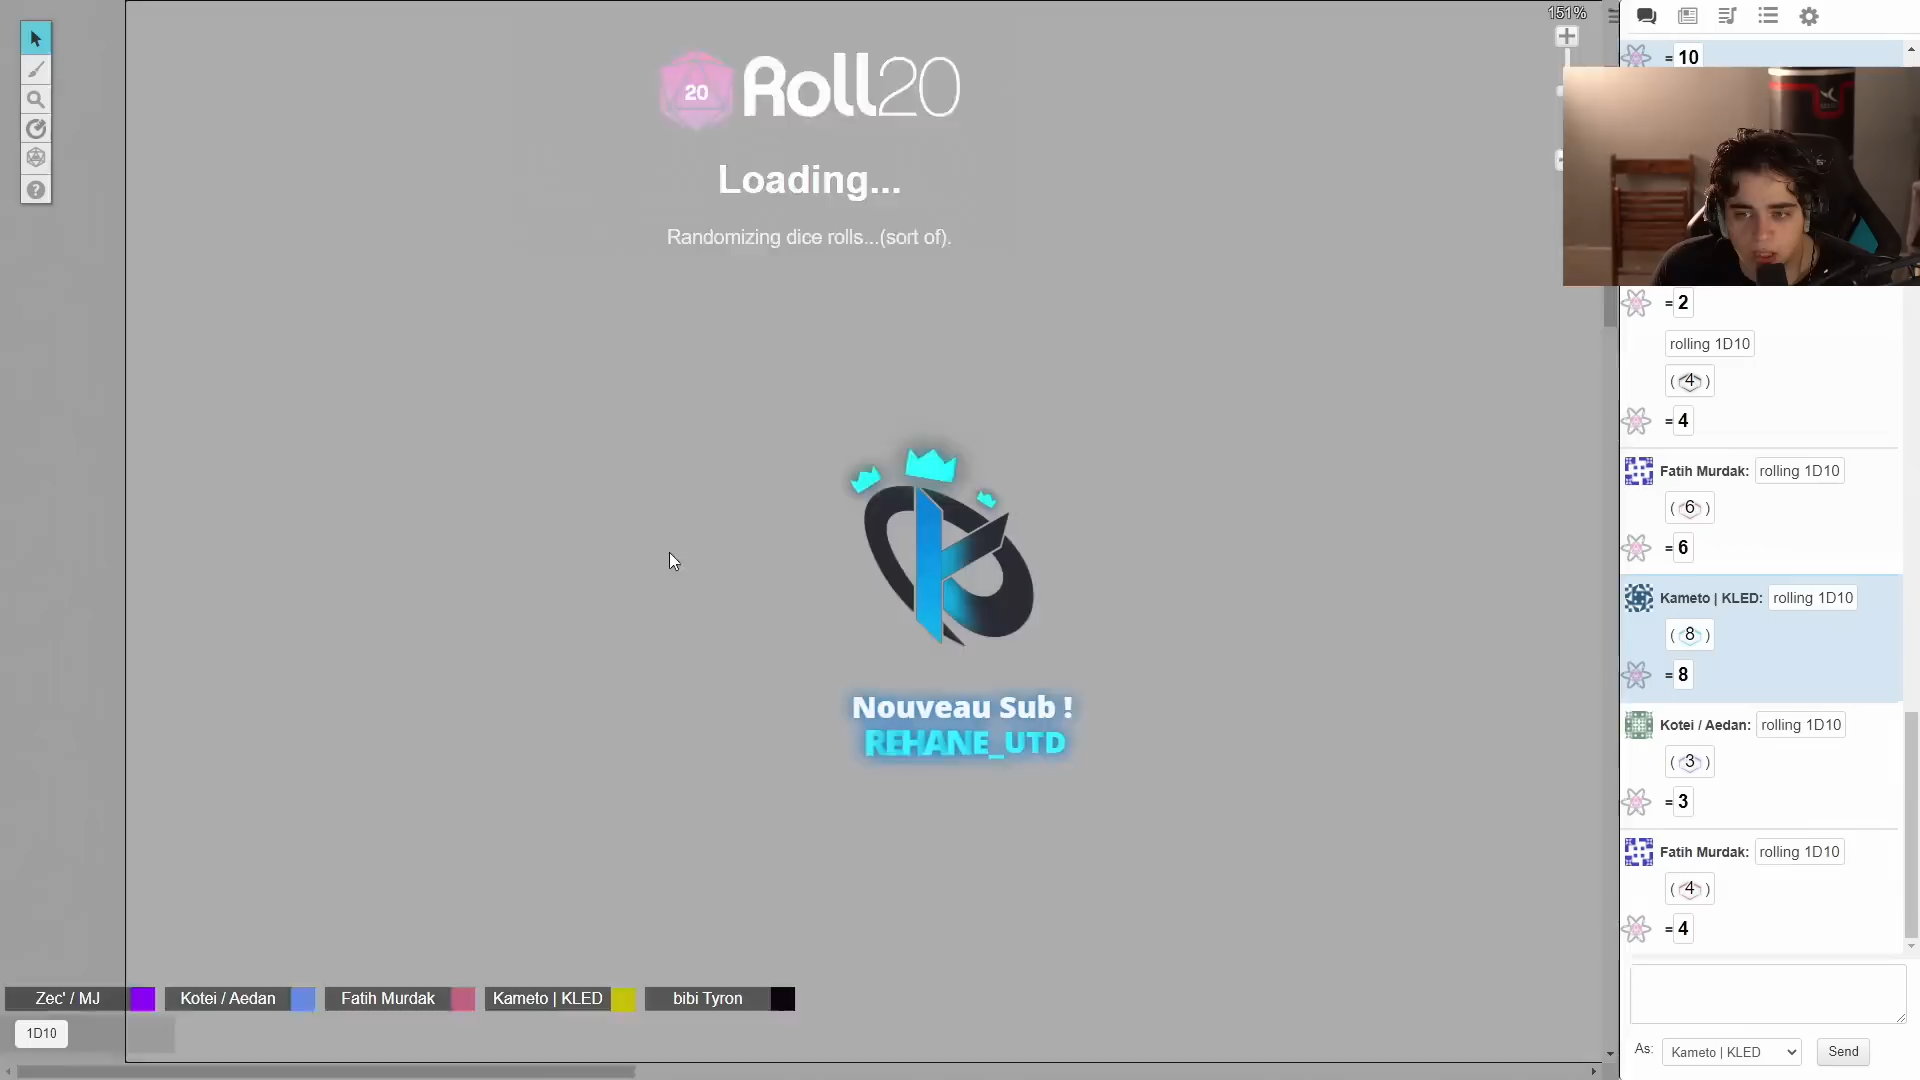 151%
20 Roll20
Loading...
Randomizing dice rolls...(sort of).
Nouveau Sub !
REHANE_UTD
= 10
= 2
rolling 1D10
( 4 )
= 4
Fatih Murdak: rolling 1D10
( 6 )
= 6
Kameto | KLED: rolling 1D10
( 8 )
= 8
Kotei / Aedan: rolling 1D10
( 3 )
= 3
Fatih Murdak: rolling 1D10
( 4 )
= 4
Zec' / MJ Kotei / Aedan Fatih Murdak Kameto | KLED bibi Tyron
1D10
As: Kameto | KLED Send